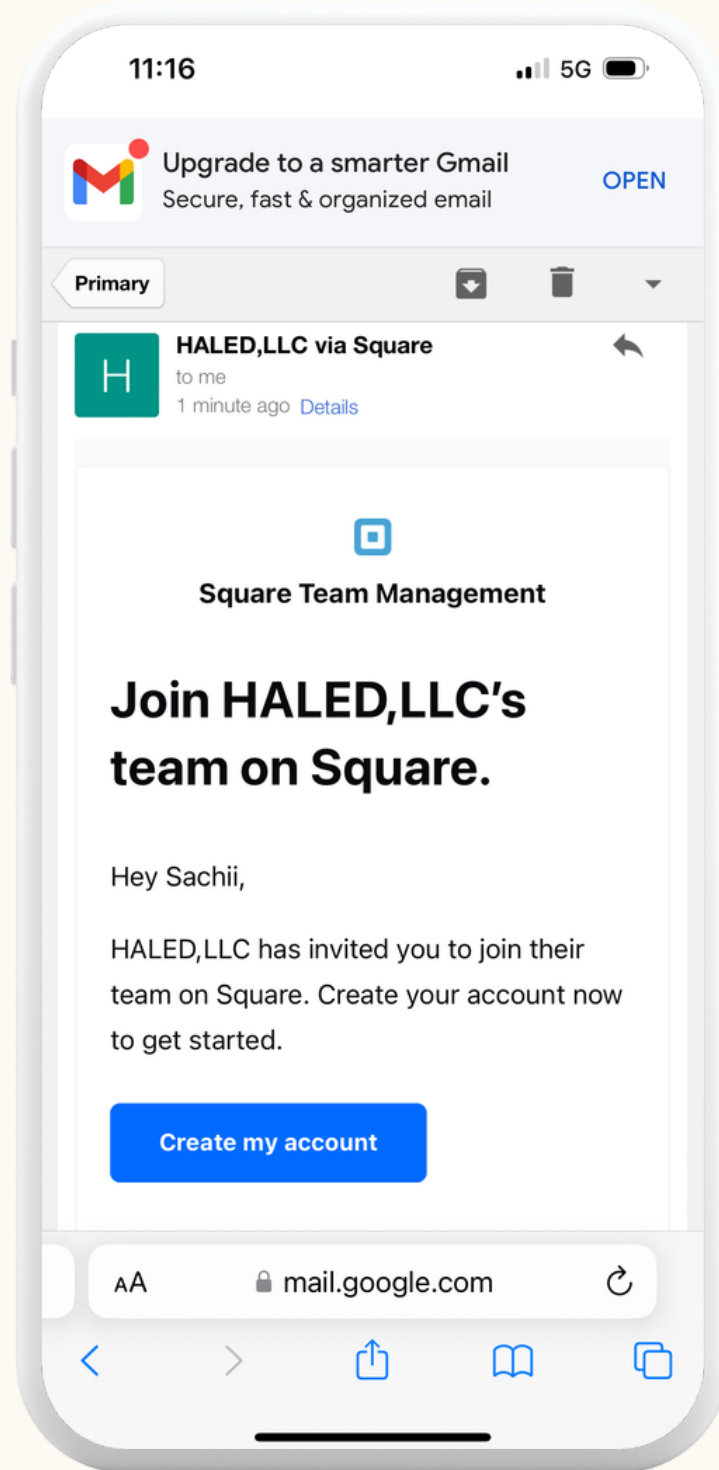 11:16
5G
Upgrade to a smarter Gmail
OPEN
Secure, fast & organized email
Primary
H
HALED,LLC via Square
to me
1 minute ago Details
Square Team Management
Join HALED,LLC’s
team on Square.
Hey Sachii,
HALED,LLC has invited you to join their
team on Square. Create your account now
to get started.
Create my account
AA
mail.google.com